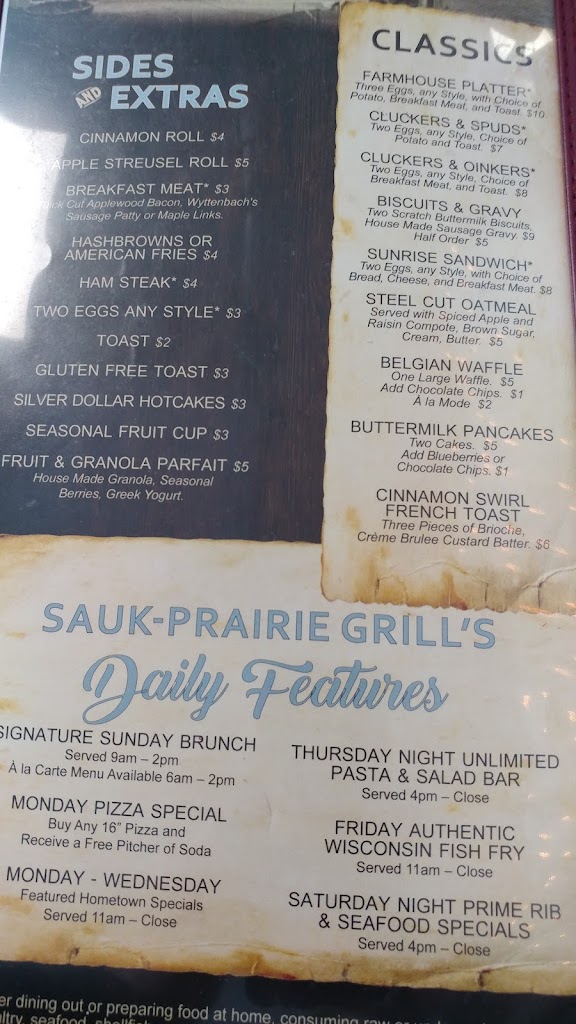 SIDES
AND EXTRAS
CINNAMON ROLL $4
APPLE STREUSEL ROLL $5
BREAKFAST MEAT* $3
Cut Applewood Bacon, Wyttenbach's
Sausage Patty or Maple Links.
HASHBROWNS OR
AMERICAN FRIES $4
HAM STEAK* $4
TWO EGGS ANY STYLE* $3
TOAST $2
GLUTEN FREE TOAST $3
SILVER DOLLAR HOTCAKES $3
SEASONAL FRUIT CUP $3
FRUIT & GRANOLA PARFAIT $5
House Made Granola, Seasonal
Berries, Greek Yogurt.
CLASSICS
FARMHOUSE PLATTER*
Three Eggs, any Style, with Choice of
Potato, Breakfast Meat, and Toast. $10
CLUCKERS & SPUDS*
Two Eggs, any Style, Choice of
Potato and Toast. $7
CLUCKERS & OINKERS*
Two Eggs, any Style, Choice of
Breakfast Meat, and Toast. $8
BISCUITS & GRAVY
Two Scratch Buttermilk Biscuits,
House Made Sausage Gravy. $9
Half Order $5
SUNRISE SANDWICH*
Two Eggs, any Style, with Choice of
Bread, Cheese, and Breakfast Meat. $8
STEEL CUT OATMEAL
Served with Spiced Apple and
Raisin Compote, Brown Sugar,
Cream, Butter. $5
BELGIAN WAFFLE
One Large Waffle. $5
Add Chocolate Chips. $1
À la Mode $2
BUTTERMILK PANCAKES
Two Cakes. $5
Add Blueberries or
Chocolate Chips. $1
CINNAMON SWIRL
FRENCH TOAST
Three Pieces of Brioche,
Crème Brulee Custard Batter. $6
SAUK-PRAIRIE GRILL'S
Daily Features
SIGNATURE SUNDAY BRUNCH
Served 9am – 2pm
À la Carte Menu Available 6am – 2pm
MONDAY PIZZA SPECIAL
Buy Any 16" Pizza and
Receive a Free Pitcher of Soda
MONDAY - WEDNESDAY
Featured Hometown Specials
Served 11am – Close
THURSDAY NIGHT UNLIMITED
PASTA & SALAD BAR
Served 4pm – Close
FRIDAY AUTHENTIC
WISCONSIN FISH FRY
Served 11am – Close
SATURDAY NIGHT PRIME RIB
& SEAFOOD SPECIALS
Served 4pm – Close
dining out or preparing food at home, consuming raw or
seafood,